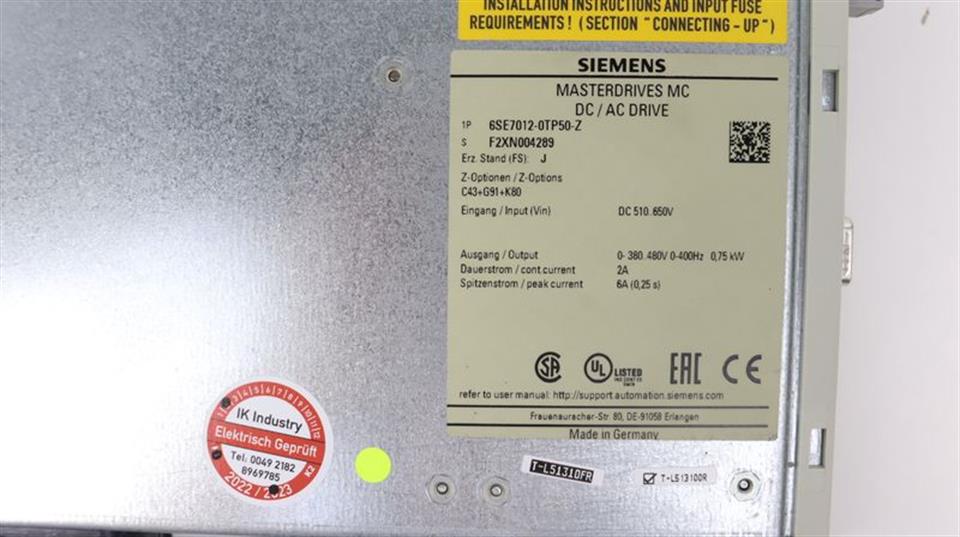 INSTALLATION INSTRUCTIONS AND INPUT FUSE
REQUIREMENTS ! ( SECTION " CONNECTING - UP " )
SIEMENS
MASTERDRIVES MC
DC / AC DRIVE
1P 6SE7012-0TP50-Z
S F2XN004289
Erz. Stand (FS): J
Z-Optionen / Z-Options
C43+G91+K80
Eingang / Input (Vin) DC 510..650V
Ausgang / Output 0- 380..480V 0-400Hz 0,75 kW
Dauerstrom / cont.current 2A
Spitzenstrom / peak current 6A (0,25 s)
SA UL LISTED EAC CE
refer to user manual: http://support.automation.siemens.com
Frauenauracher-Str. 80, DE-91058 Erlangen
Made in Germany
IK Industry
Elektrisch Geprüft
Tel: 0049 2182
8969785
2022 / 2023
T-L51310FR
T-L513100R